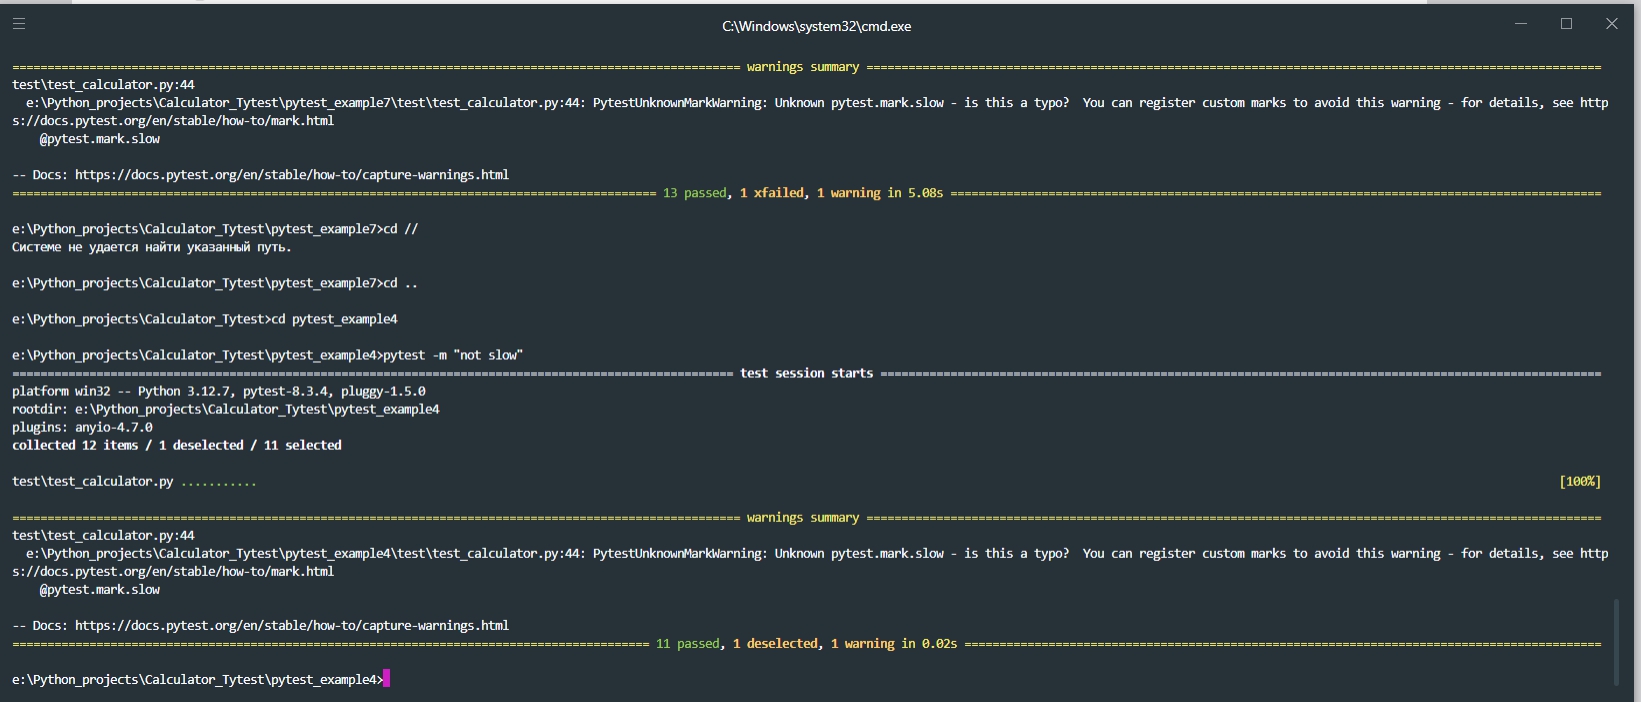 C:\Windows\system32\cmd.exe
warnings summary
test\test_calculator.py:44
e:\Python_projects\Calculator_Tytest\pytest_example7\test\test_calculator.py:44: PytestUnknownMarkWarning: Unknown pytest.mark.slow - is this a typo?  You can register custom marks to avoid this warning - for details, see http
s://docs.pytest.org/en/stable/how-to/mark.html
@pytest.mark.slow
-- Docs: https://docs.pytest.org/en/stable/how-to/capture-warnings.html
13 passed, 1 xfailed, 1 warning in 5.08s
e:\Python_projects\Calculator_Tytest\pytest_example7>cd //
Системе не удается найти указанный путь.
e:\Python_projects\Calculator_Tytest\pytest_example7>cd ..
e:\Python_projects\Calculator_Tytest>cd pytest_example4
e:\Python_projects\Calculator_Tytest\pytest_example4>pytest -m "not slow"
test session starts
platform win32 -- Python 3.12.7, pytest-8.3.4, pluggy-1.5.0
rootdir: e:\Python_projects\Calculator_Tytest\pytest_example4
plugins: anyio-4.7.0
collected 12 items / 1 deselected / 11 selected
test\test_calculator.py ........... [100%]
warnings summary
test\test_calculator.py:44
e:\Python_projects\Calculator_Tytest\pytest_example4\test\test_calculator.py:44: PytestUnknownMarkWarning: Unknown pytest.mark.slow - is this a typo?  You can register custom marks to avoid this warning - for details, see http
s://docs.pytest.org/en/stable/how-to/mark.html
@pytest.mark.slow
-- Docs: https://docs.pytest.org/en/stable/how-to/capture-warnings.html
11 passed, 1 deselected, 1 warning in 0.02s
e:\Python_projects\Calculator_Tytest\pytest_example4>